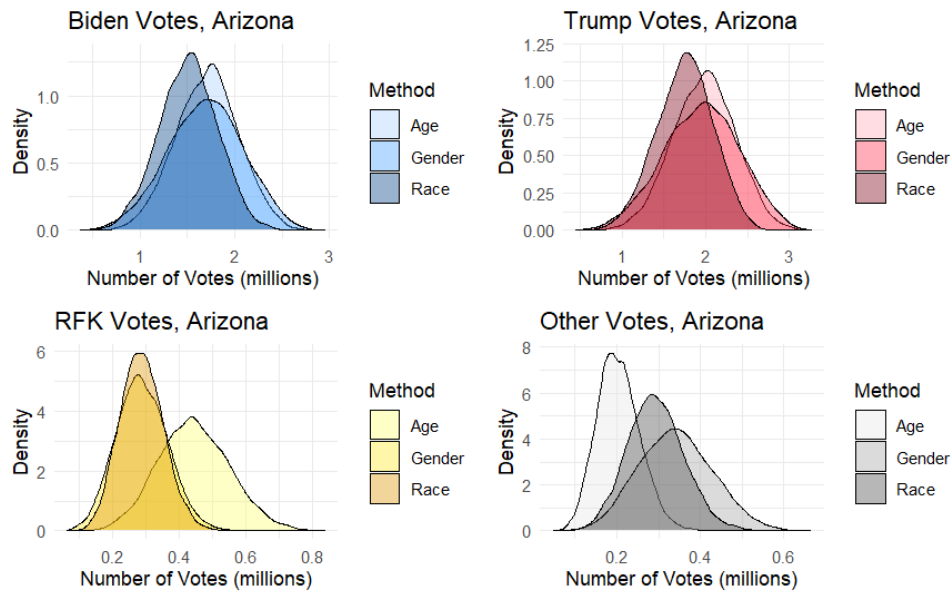 Biden Votes, Arizona
Density
1.0
0.5
0.0
1 2 3
Number of Votes (millions)
Method
Age
Gender
Race
Trump Votes, Arizona
Density
1.25
1.00
0.75
0.50
0.25
0.00
1 2 3
Number of Votes (millions)
Method
Age
Gender
Race
RFK Votes, Arizona
Density
6
4
2
0
0.2 0.4 0.6 0.8
Number of Votes (millions)
Method
Age
Gender
Race
Other Votes, Arizona
Density
8
6
4
2
0
0.2 0.4 0.6
Number of Votes (millions)
Method
Age
Gender
Race